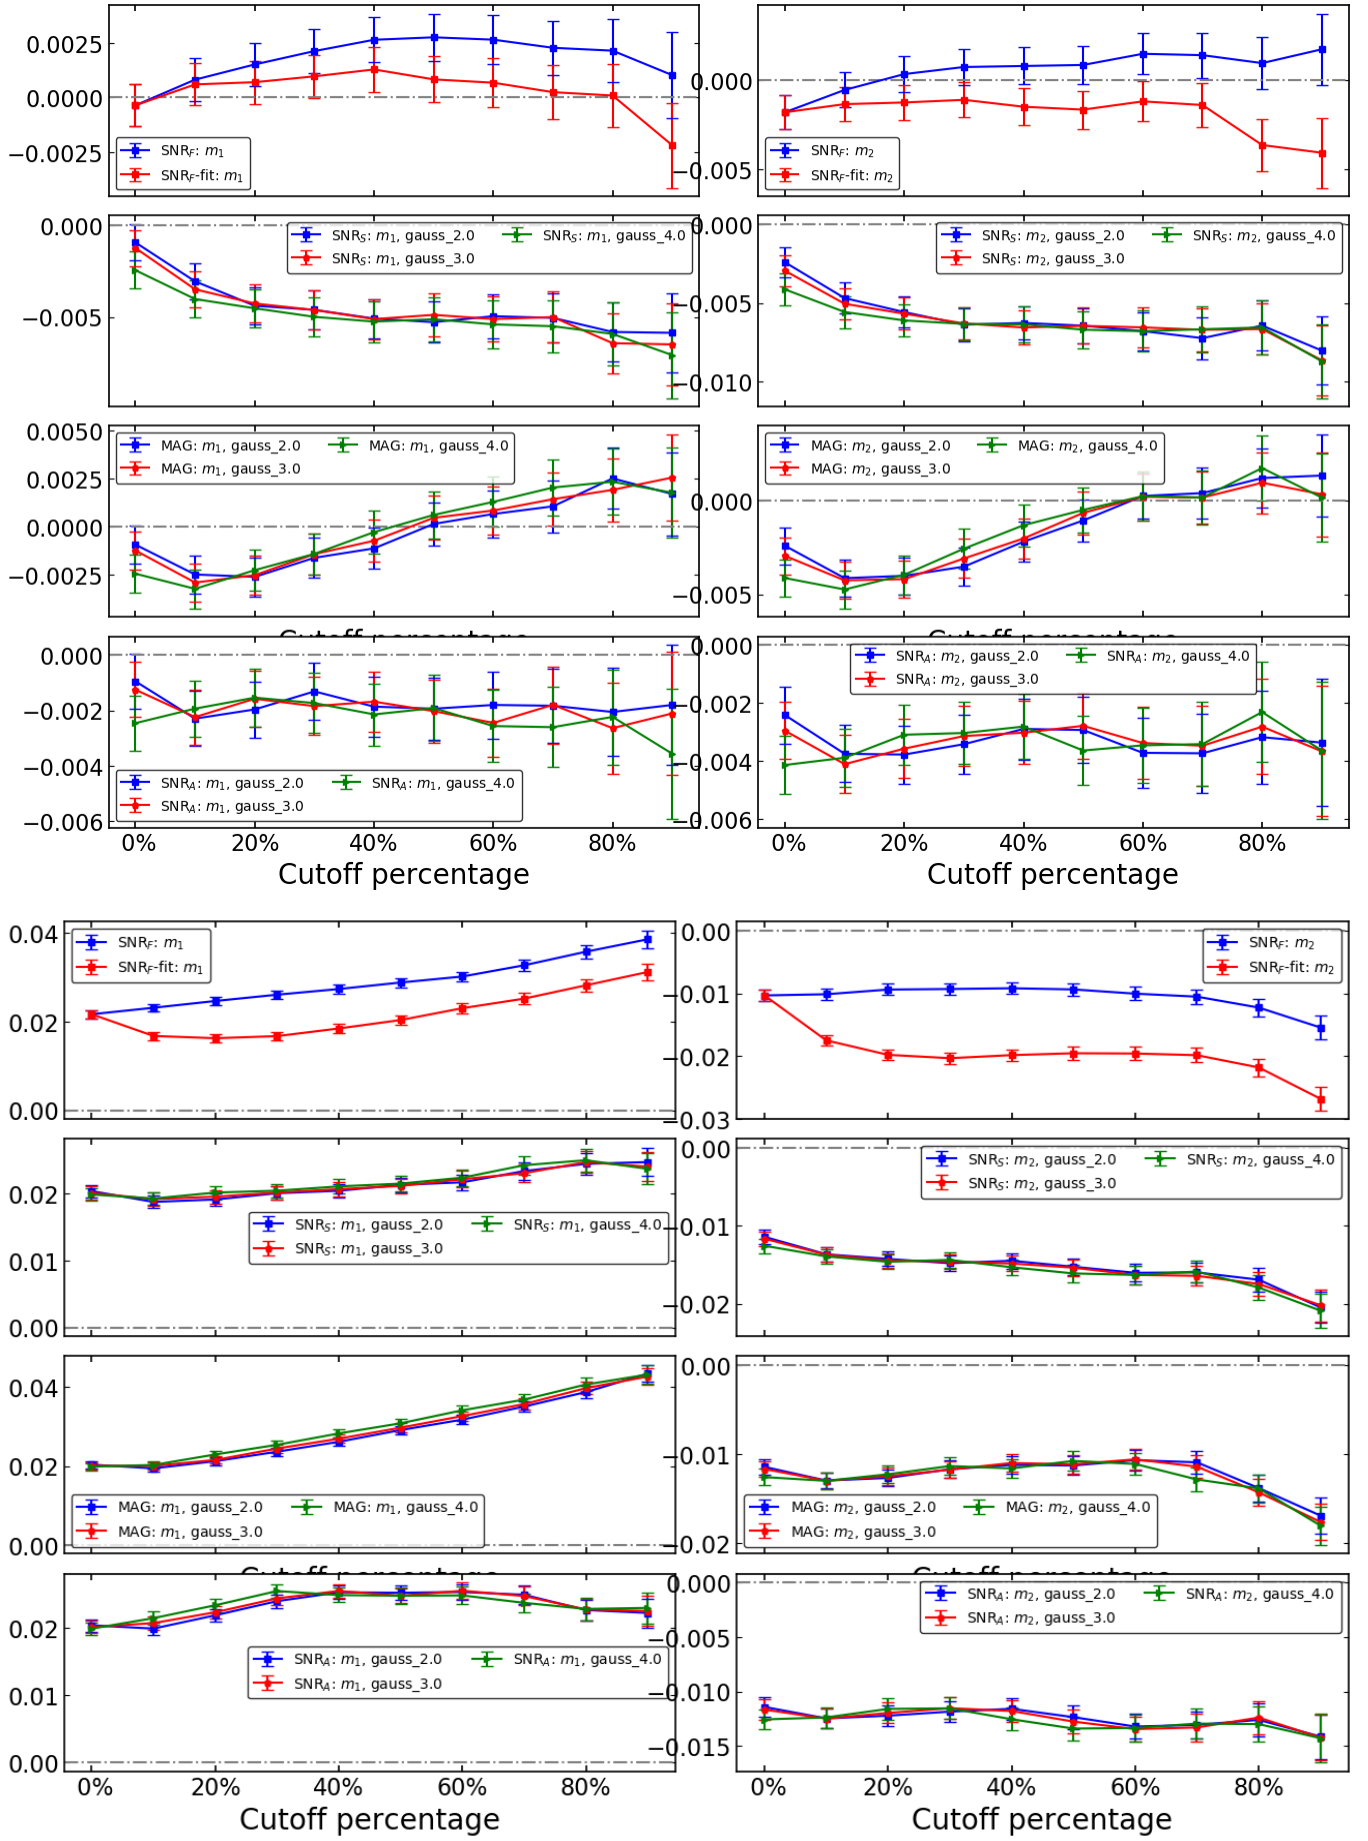 0.0025
0.0000
−0.0025
SNR_F: m_1
SNR_F-fit: m_1
0.000
−0.005
SNR_F: m_2
SNR_F-fit: m_2
0.000
−0.005
SNR_S: m_1, gauss_2.0
SNR_S: m_1, gauss_3.0
SNR_S: m_1, gauss_4.0
0.000
−0.005
−0.010
SNR_S: m_2, gauss_2.0
SNR_S: m_2, gauss_3.0
SNR_S: m_2, gauss_4.0
0.0050
0.0025
0.0000
−0.0025
MAG: m_1, gauss_2.0
MAG: m_1, gauss_3.0
MAG: m_1, gauss_4.0
0.000
−0.005
MAG: m_2, gauss_2.0
MAG: m_2, gauss_3.0
MAG: m_2, gauss_4.0
Cutoff percentage
Cutoff percentage
0.000
−0.002
−0.004
−0.006
SNR_A: m_1, gauss_2.0
SNR_A: m_1, gauss_3.0
SNR_A: m_1, gauss_4.0
0% 20% 40% 60% 80%
Cutoff percentage
0.000
−0.002
−0.004
−0.006
SNR_A: m_2, gauss_2.0
SNR_A: m_2, gauss_3.0
SNR_A: m_2, gauss_4.0
0% 20% 40% 60% 80%
Cutoff percentage
0.04
0.02
0.00
SNR_F: m_1
SNR_F-fit: m_1
0.00
−0.01
−0.02
−0.03
SNR_F: m_2
SNR_F-fit: m_2
0.02
0.01
0.00
SNR_S: m_1, gauss_2.0
SNR_S: m_1, gauss_3.0
SNR_S: m_1, gauss_4.0
0.00
−0.01
−0.02
SNR_S: m_2, gauss_2.0
SNR_S: m_2, gauss_3.0
SNR_S: m_2, gauss_4.0
0.04
0.02
0.00
MAG: m_1, gauss_2.0
MAG: m_1, gauss_3.0
MAG: m_1, gauss_4.0
0.00
−0.01
−0.02
MAG: m_2, gauss_2.0
MAG: m_2, gauss_3.0
MAG: m_2, gauss_4.0
Cutoff percentage
Cutoff percentage
0.02
0.01
0.00
SNR_A: m_1, gauss_2.0
SNR_A: m_1, gauss_3.0
SNR_A: m_1, gauss_4.0
0% 20% 40% 60% 80%
Cutoff percentage
0.000
−0.005
−0.010
−0.015
SNR_A: m_2, gauss_2.0
SNR_A: m_2, gauss_3.0
SNR_A: m_2, gauss_4.0
0% 20% 40% 60% 80%
Cutoff percentage